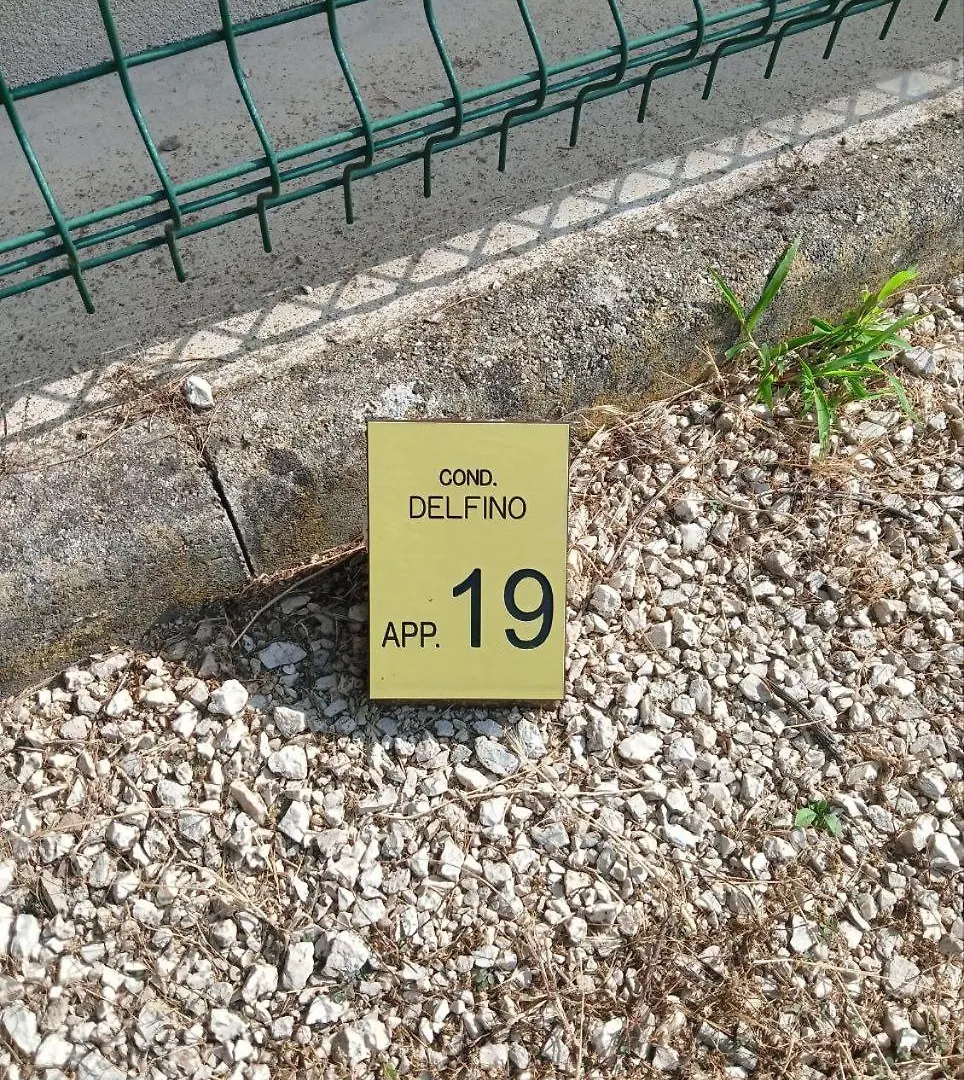 COND.
DELFINO
APP. 19